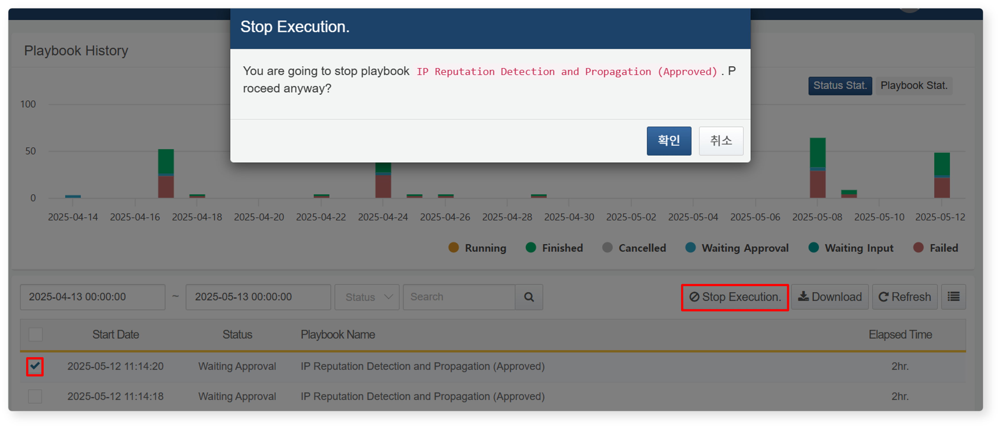 Stop Execution.
You are going to stop playbook IP Reputation Detection and Propagation (Approved) . P
roceed anyway?
확인 취소
Playbook History
Status Stat. Playbook Stat.
100
50
0
2025-04-14 2025-04-16 2025-04-18 2025-04-20 2025-04-22 2025-04-24 2025-04-26 2025-04-28 2025-04-30 2025-05-02 2025-05-04 2025-05-06 2025-05-08 2025-05-10 2025-05-12
Running Finished Cancelled Waiting Approval Waiting Input Failed
2025-04-13 00:00:00 ~ 2025-05-13 00:00:00 Status Search Stop Execution. Download Refresh
Start Date Status Playbook Name Elapsed Time
2025-05-12 11:14:20 Waiting Approval IP Reputation Detection and Propagation (Approved) 2hr.
2025-05-12 11:14:18 Waiting Approval IP Reputation Detection and Propagation (Approved) 2hr.